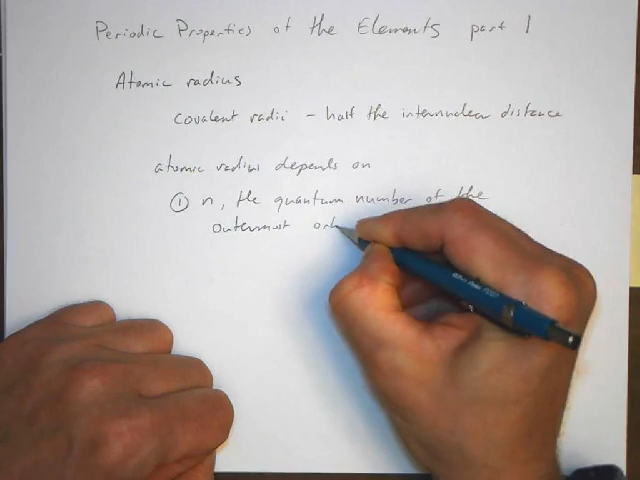 Periodic Properties of the Elements part 1
Atomic radius
covalent radii - half the internuclear distance
atomic radius depends on
① n, the quantum number of the
outermost orb